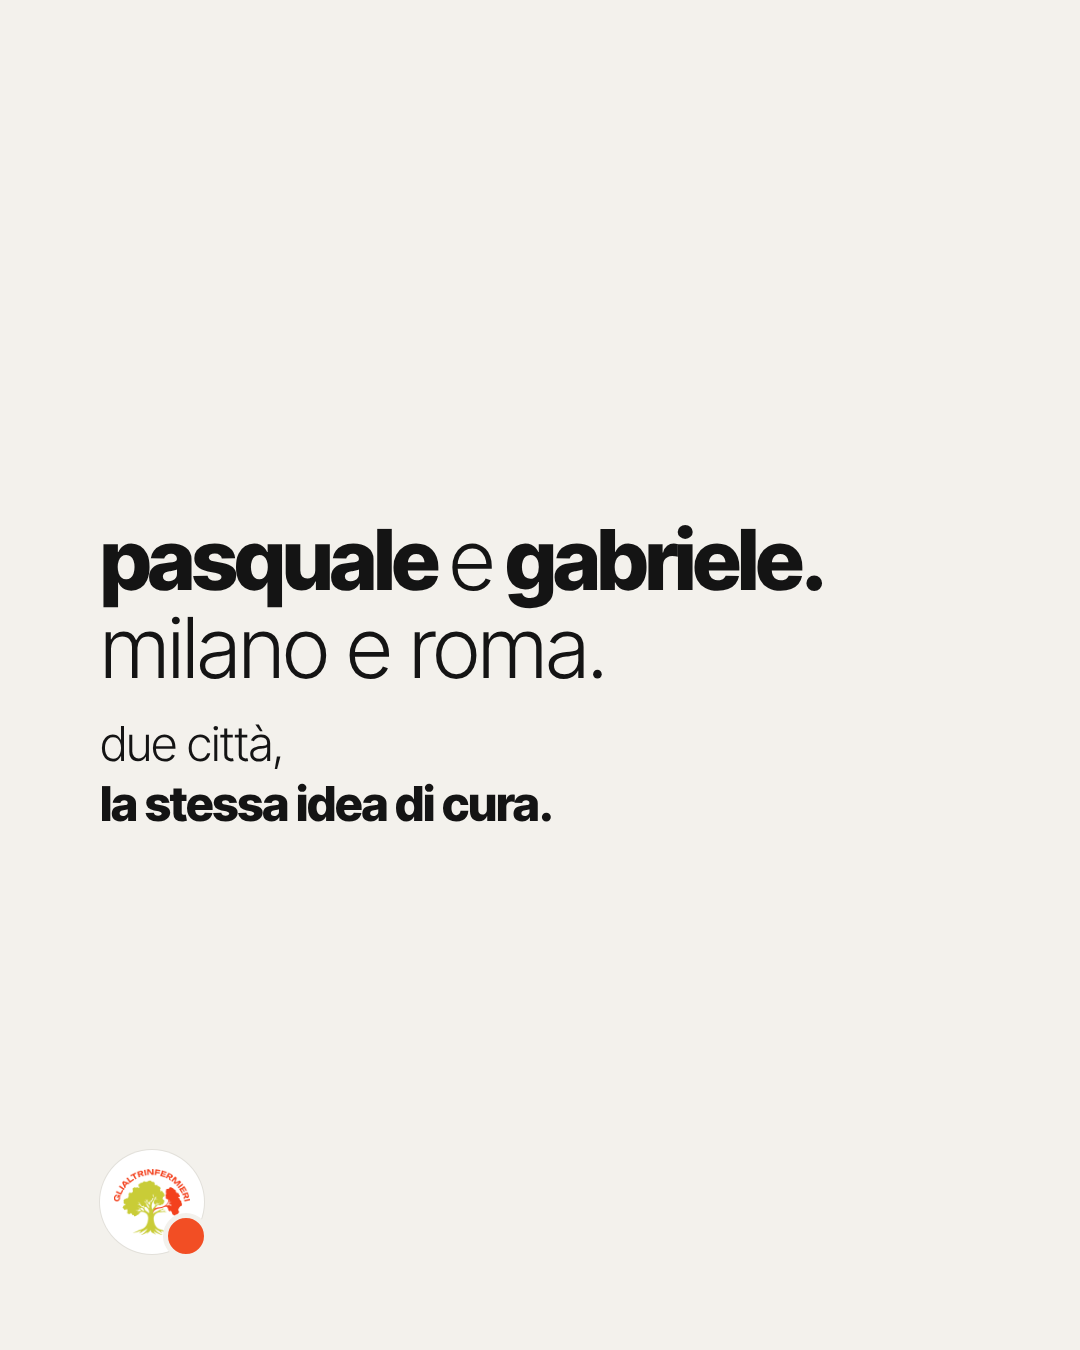 pasquale e gabriele.
milano e roma.
due città,
la stessa idea di cura.
GLIALTRINFERMIERI